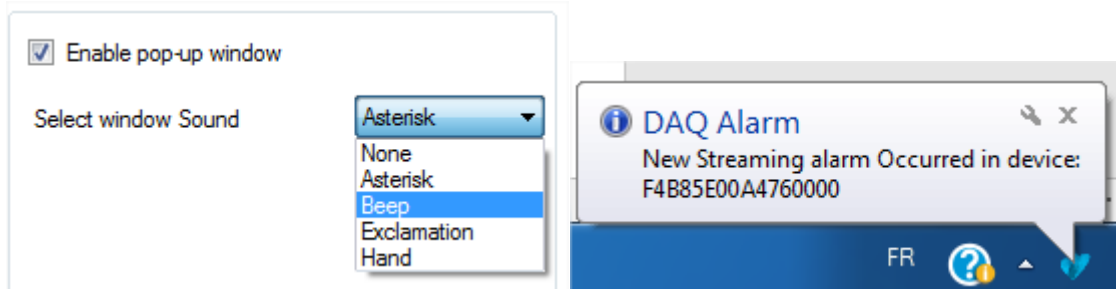 Enable pop-up window
Select window Sound
Asterisk
None
Asterisk
Beep
Exclamation
Hand
DAQ Alarm
New Streaming alarm Occurred in device:
F4B85E00A4760000
FR